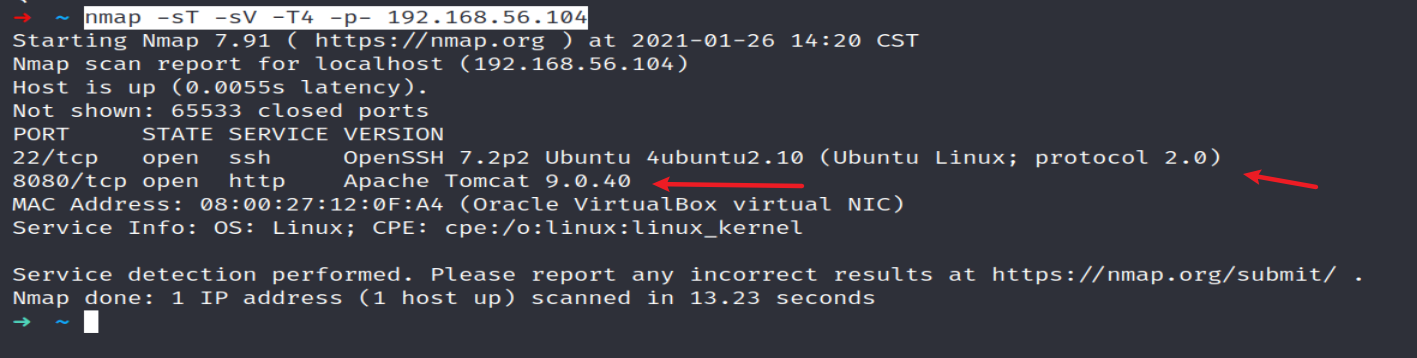 → ~ nmap -sT -sV -T4 -p- 192.168.56.104
Starting Nmap 7.91 ( https://nmap.org ) at 2021-01-26 14:20 CST
Nmap scan report for localhost (192.168.56.104)
Host is up (0.0055s latency).
Not shown: 65533 closed ports
PORT     STATE SERVICE VERSION
22/tcp   open  ssh     OpenSSH 7.2p2 Ubuntu 4ubuntu2.10 (Ubuntu Linux; protocol 2.0)
8080/tcp open  http    Apache Tomcat 9.0.40
MAC Address: 08:00:27:12:0F:A4 (Oracle VirtualBox virtual NIC)
Service Info: OS: Linux; CPE: cpe:/o:linux:linux_kernel
Service detection performed. Please report any incorrect results at https://nmap.org/submit/ .
Nmap done: 1 IP address (1 host up) scanned in 13.23 seconds
→ ~